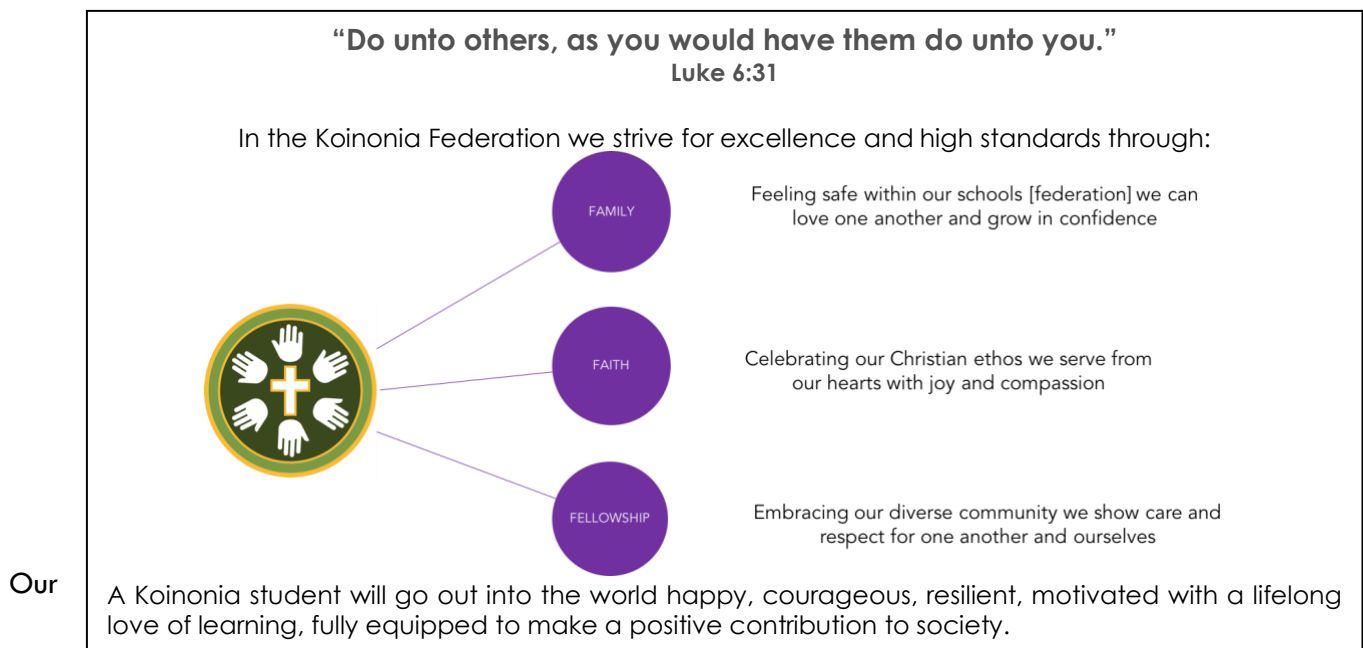 “Do unto others, as you would have them do unto you.”
Luke 6:31
In the Koinonia Federation we strive for excellence and high standards through:
FAMILY
Feeling safe within our schools [federation] we can
love one another and grow in confidence
FAITH
Celebrating our Christian ethos we serve from
our hearts with joy and compassion
FELLOWSHIP
Embracing our diverse community we show care and
respect for one another and ourselves
Our
A Koinonia student will go out into the world happy, courageous, resilient, motivated with a lifelong
love of learning, fully equipped to make a positive contribution to society.